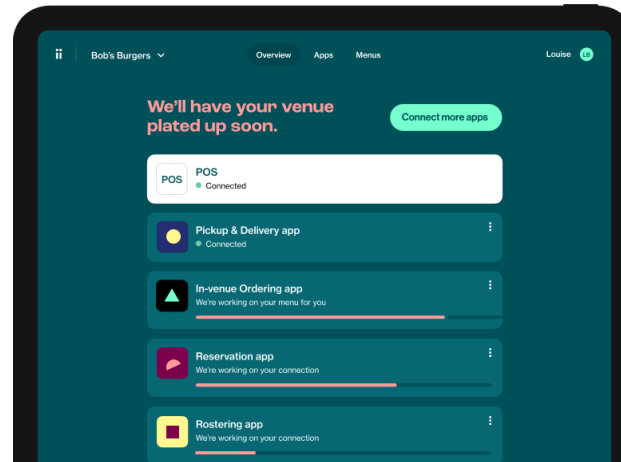 ii
Bob's Burgers
Overview
Apps
Menus
Louise
LB
We'll have your venue
plated up soon.
Connect more apps
POS
POS
Connected
Pickup & Delivery app
Connected
In-venue Ordering app
We're working on your menu for you
Reservation app
We're working on your connection
Rostering app
We're working on your connection